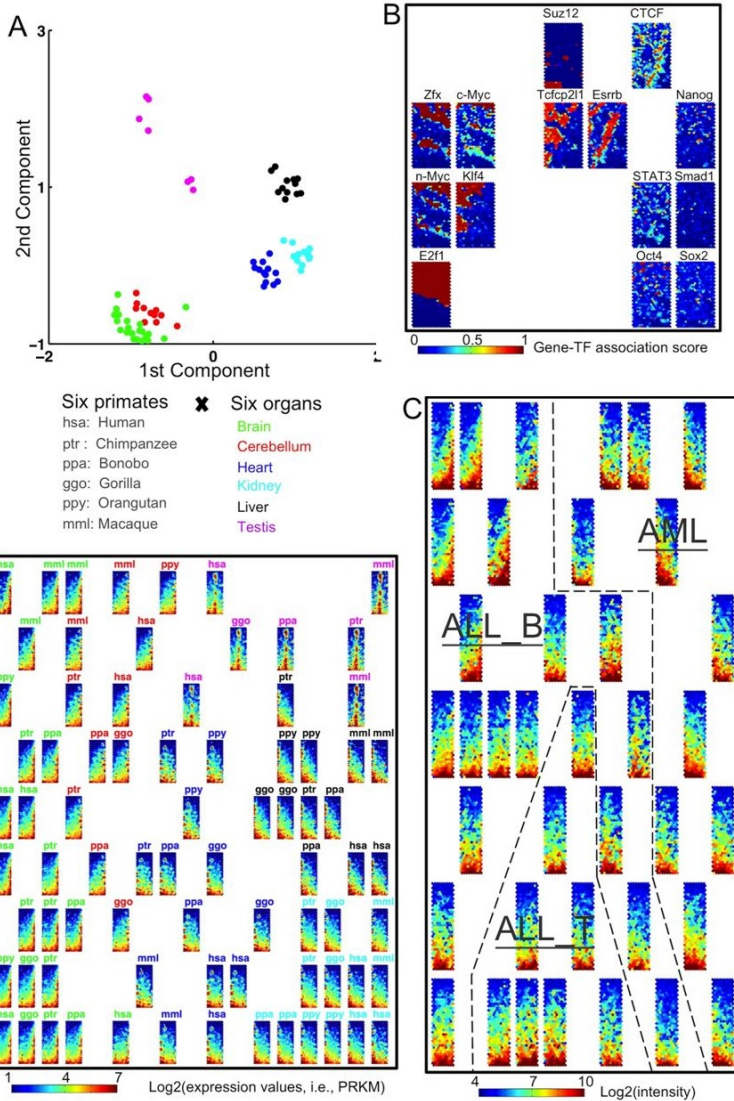 A
3
2nd Component
1
−1
−2
0
1st Component
Six primates
✖
Six organs
hsa: Human
ptr : Chimpanzee
ppa: Bonobo
ggo: Gorilla
ppy: Orangutan
mml: Macaque
Brain
Cerebellum
Heart
Kidney
Liver
Testis
B
Suz12 CTCF
Zfx c-Myc Tcfcp2l1 Esrrb Nanog
n-Myc Klf4 STAT3 Smad1
E2f1 Oct4 Sox2
0 0.5 1
Gene-TF association score
hsa mml mml mml ppy hsa mml
mml mml hsa ggo ppa ptr
ppy ptr hsa hsa ptr mml
ptr ppa ppa ggo ptr ppy ppy ppy mml mml
hsa hsa ptr ppy ggo ggo ptr ppa
hsa ptr ppa ptr ppa ggo ppa hsa hsa
ptr ptr ppa ggo ppa ggo ptr ggo mml
ppy ggo ptr mml hsa hsa ptr ggo hsa mml
hsa ggo ptr ppa hsa mml hsa ppa ppa ppy ppy hsa hsa
1 4 7
Log2(expression values, i.e., PRKM)
C
AML
ALL_B
ALL_T
4 7 10
Log2(intensity)